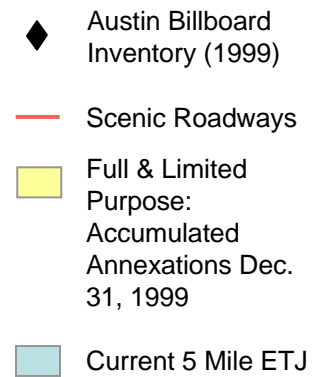 Austin Billboard
Inventory (1999)
Scenic Roadways
Full & Limited
Purpose:
Accumulated
Annexations Dec.
31, 1999
Current 5 Mile ETJ